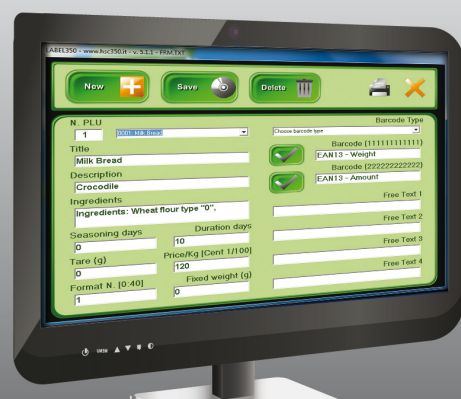 LABEL350 - www.hsc350.it - v. 5.1.1 - FRM.TXT
New
Save
Delete
N. PLU
1
0001: Milk Bread
Barcode Type
Choose barcode type
Title
Milk Bread
Barcode (111111111111)
EAN13 - Weight
Description
Crocodile
Barcode (222222222222)
EAN13 - Amount
Ingredients
Ingredients: Wheat flour type "0",
Free Text 1
Seasoning days
0
Duration days
10
Free Text 2
Tare (g)
0
Price/Kg [Cent 1/100]
120
Free Text 3
Format N. [0:40]
1
Fixed weight (g)
0
Free Text 4